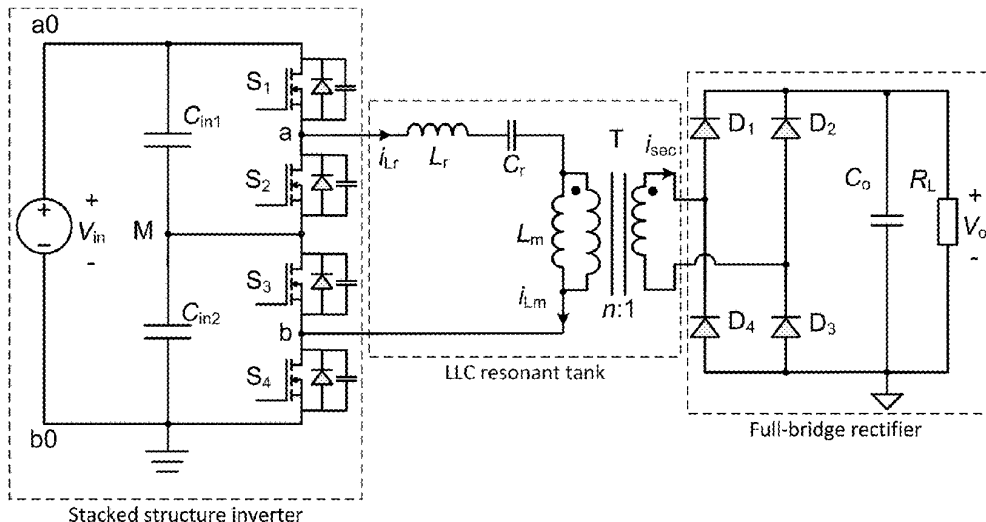 a0
S1
Cin1
a
iLr
Lr
Cr
T
isec
D1
D2
S2
+
Vin
-
M
Lm
Co
RL
+
Vo
-
S3
Cin2
iLm
n:1
b
D4
D3
S4
b0
LLC resonant tank
Full-bridge rectifier
Stacked structure inverter